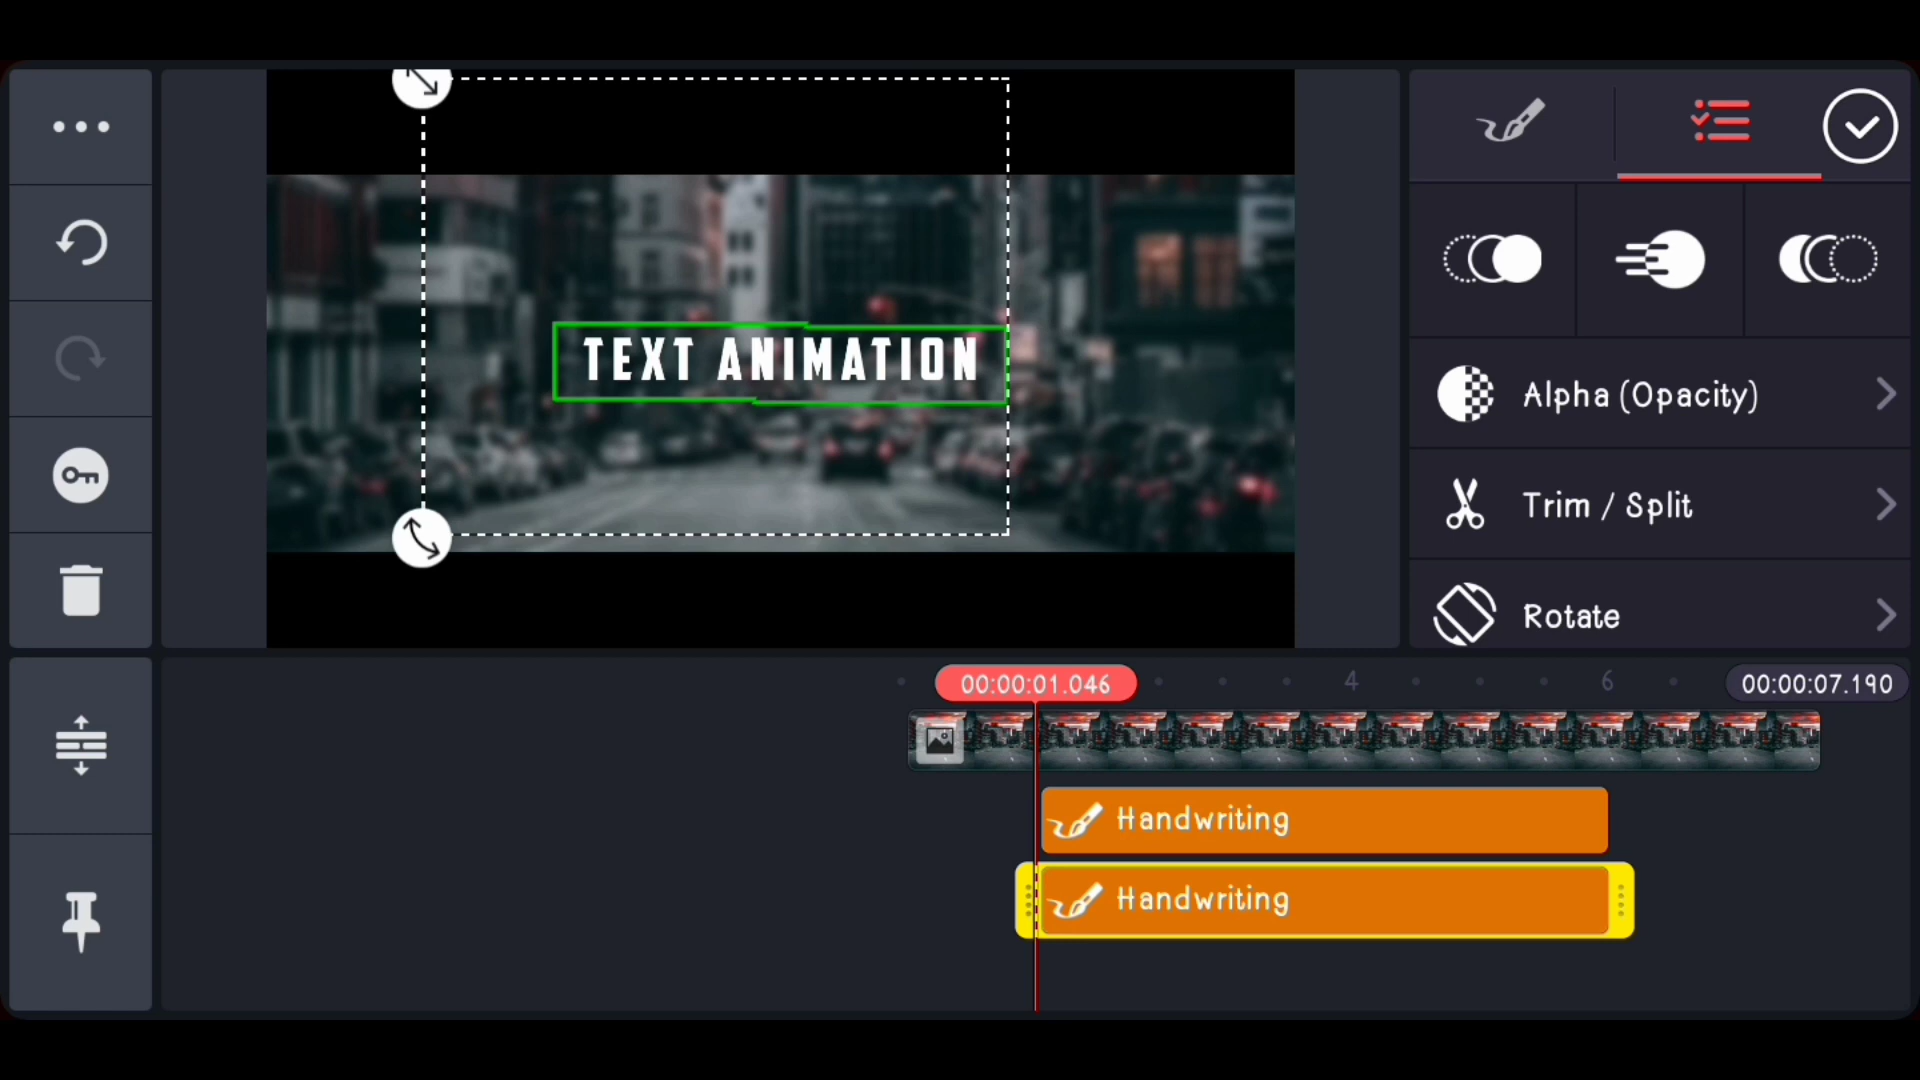 TEXT ANIMATION
Alpha (Opacity)
Trim / Split
Rotate
00:00:01.046
4
6
00:00:07.190
Handwriting
Handwriting